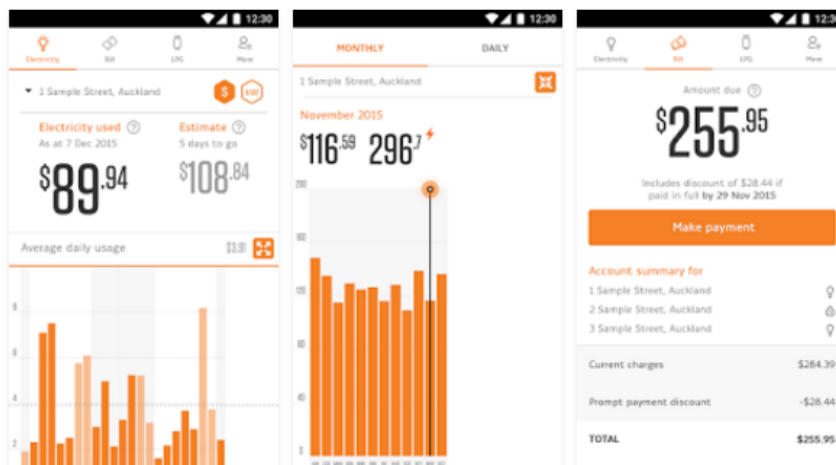 12:30
Electricity
Bill
LPG
More
1 Sample Street, Auckland
$
kW
Electricity used ?
As at 7 Dec 2015
$89.94
Estimate ?
5 days to go
$108.84
Average daily usage
$3.91
8
6
4
2
12:30
MONTHLY
DAILY
1 Sample Street, Auckland
November 2015
$116.59 296.7
200
160
120
80
40
0
12:30
Electricity
Bill
LPG
More
Amount due ?
$255.95
Includes discount of $28.44 if
paid in full by 29 Nov 2015
Make payment
Account summary for
1 Sample Street, Auckland
2 Sample Street, Auckland
3 Sample Street, Auckland
Current charges $284.39
Prompt payment discount -$28.44
TOTAL $255.95